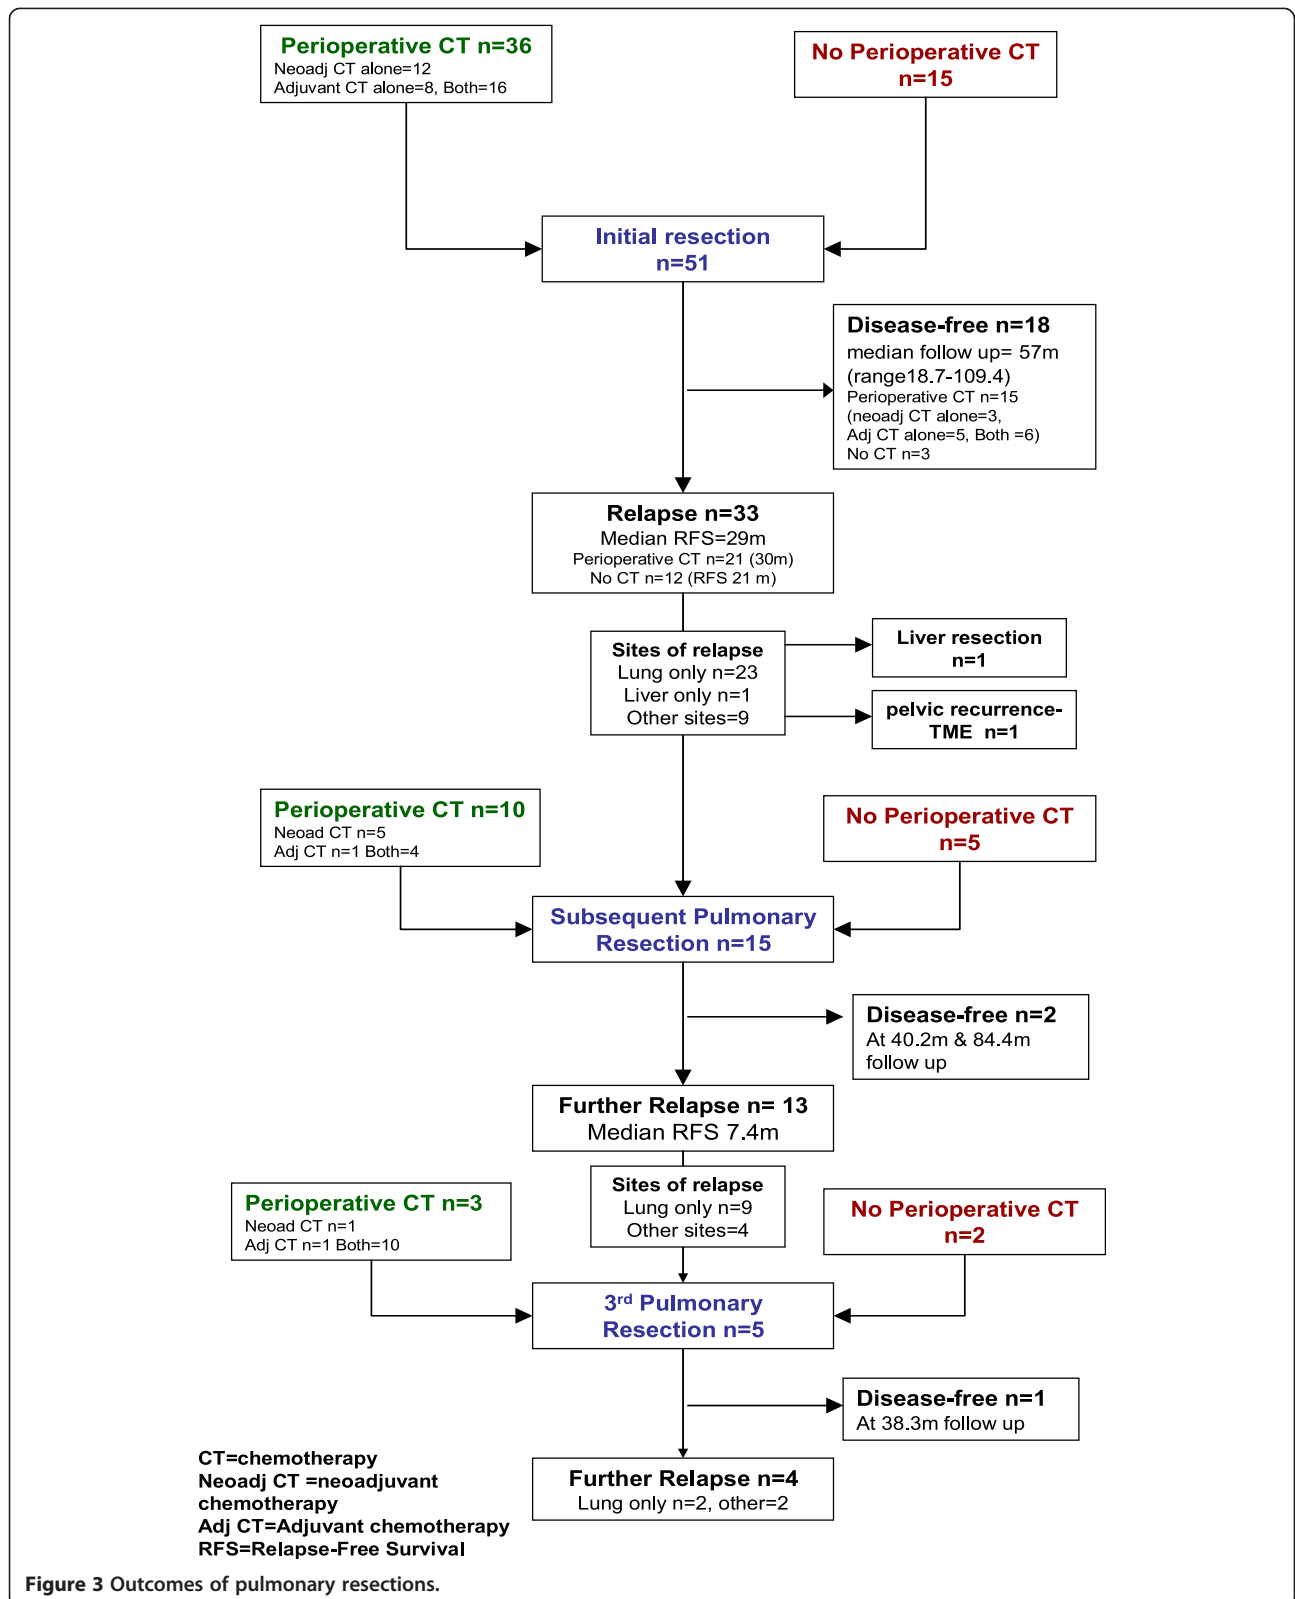 Perioperative CT n=36
Neoadj CT alone=12
Adjuvant CT alone=8, Both=16
No Perioperative CT
n=15
Initial resection
n=51
Disease-free n=18
median follow up= 57m
(range18.7-109.4)
Perioperative CT n=15
(neoadj CT alone=3,
Adj CT alone=5, Both =6)
No CT n=3
Relapse n=33
Median RFS=29m
Perioperative CT n=21 (30m)
No CT n=12 (RFS 21 m)
Sites of relapse
Lung only n=23
Liver only n=1
Other sites=9
Liver resection
n=1
pelvic recurrence-
TME n=1
Perioperative CT n=10
Neoad CT n=5
Adj CT n=1 Both=4
No Perioperative CT
n=5
Subsequent Pulmonary
Resection n=15
Disease-free n=2
At 40.2m & 84.4m
follow up
Further Relapse n= 13
Median RFS 7.4m
Sites of relapse
Lung only n=9
Other sites=4
Perioperative CT n=3
Neoad CT n=1
Adj CT n=1 Both=10
No Perioperative CT
n=2
3rd Pulmonary
Resection n=5
Disease-free n=1
At 38.3m follow up
Further Relapse n=4
Lung only n=2, other=2
CT=chemotherapy
Neoadj CT =neoadjuvant
chemotherapy
Adj CT=Adjuvant chemotherapy
RFS=Relapse-Free Survival
Figure 3 Outcomes of pulmonary resections.